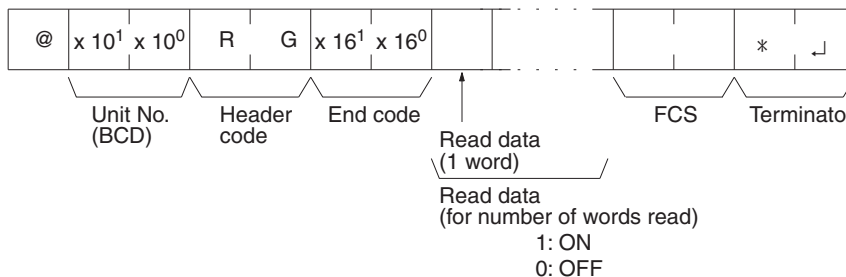 @ x 10¹ x 10⁰ R G x 16¹ x 16⁰ * ↵
Unit No. (BCD)
Header code
End code
FCS
Terminato
Read data
(1 word)
Read data
(for number of words read)
1: ON
0: OFF